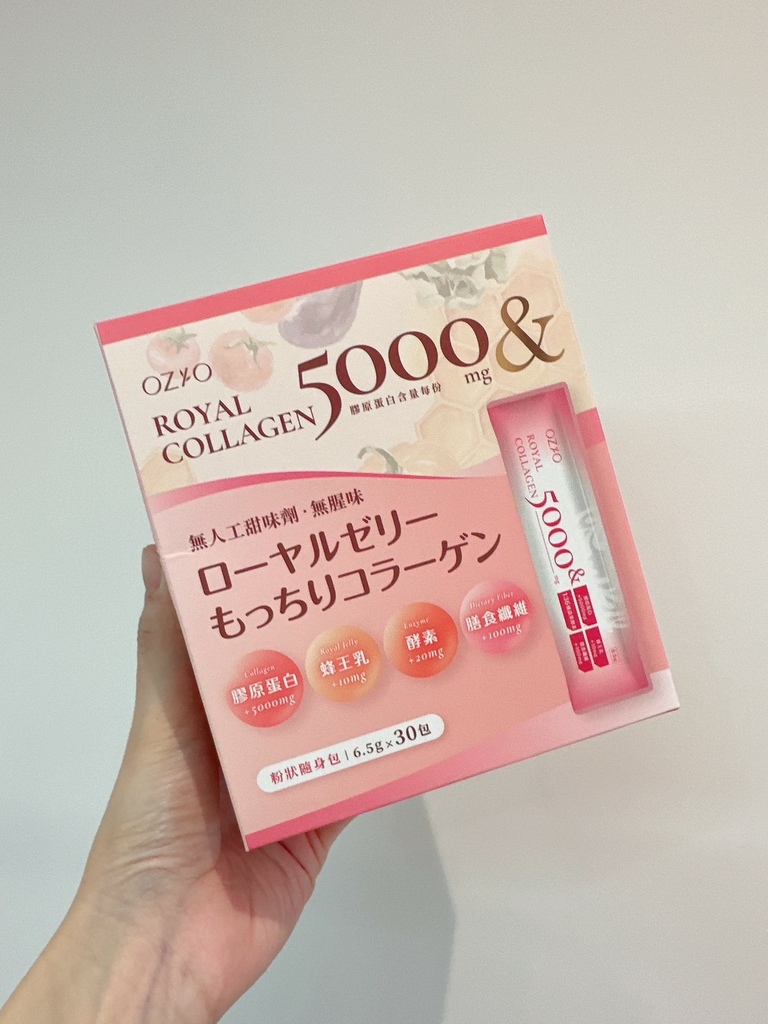 OZIO
ROYAL
COLLAGEN
5000 &
mg
膠原蛋白含量每份
無人工甜味劑・無腥味
ローヤルゼリー
もっちりコラーゲン
Collagen
膠原蛋白
+5000mg
Royal Jelly
蜂王乳
+10mg
Enzyme
酵素
+20mg
Dietary Fiber
膳食纖維
+100mg
粉狀隨身包 | 6.5g×30包
OZIO
ROYAL
COLLAGEN
5000 &
mg